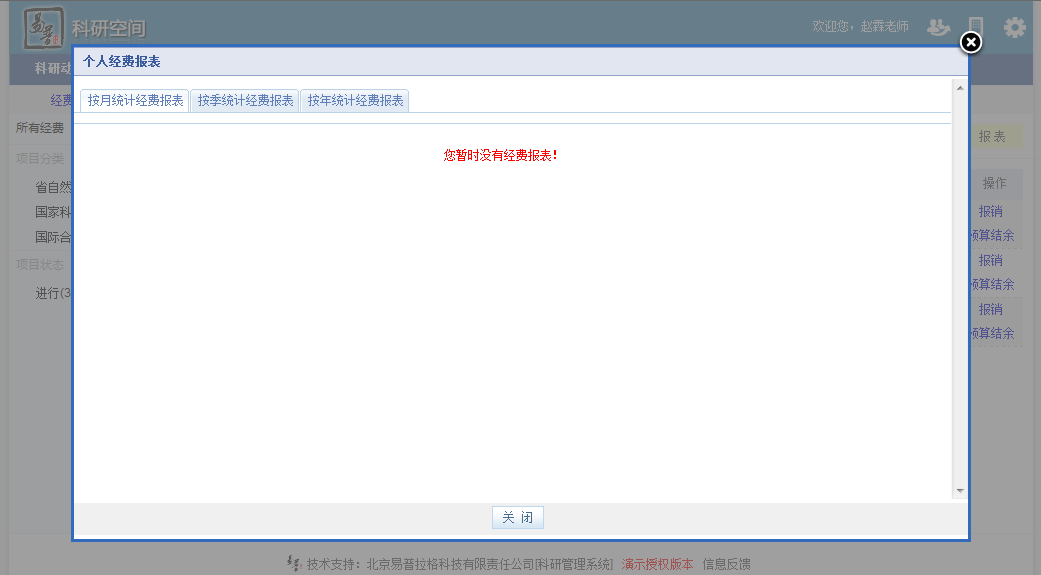 易普
科研空间
欢迎您，赵霖老师
科研动
个人经费报表
经费
按月统计经费报表 按季统计经费报表 按年统计经费报表
所有经费
报表
您暂时没有经费报表！
项目分类
操作
省自然
国家科
报销
国际合
预算结余
项目状态
报销
预算结余
进行(3
报销
预算结余
关 闭
技术支持：北京易普拉格科技有限责任公司[科研管理系统] 演示授权版本 信息反馈